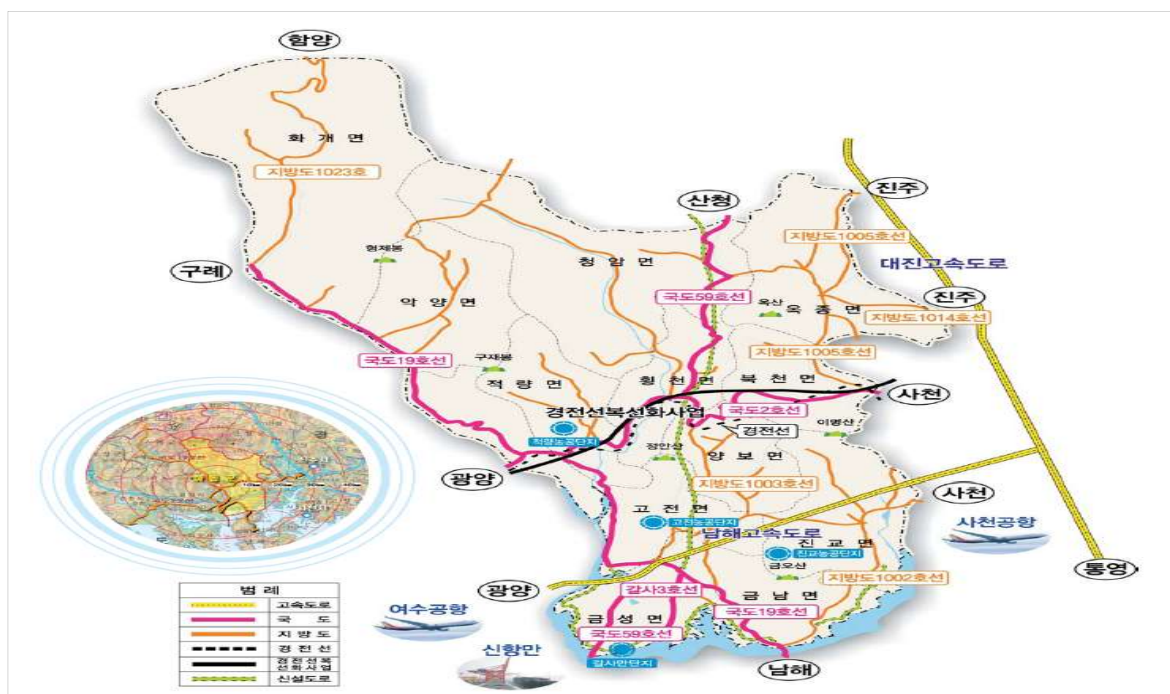 함양
화 개 면
지방도1023호
진주
산청
지방도1005호선
형제봉
청 암 면
대진고속도로
구례
악 양 면
국도59호선
옥산
옥 종 면
진주
지방도1014호선
국도19호선
구재봉
지방도1005호선
적 량 면
횡 천 면
북 천 면
사천
경전선복선화사업
국도2호선
적량농공단지
경전선
이명산
정안산
양 보 면
광양
지방도1003호선
사천
고 전 면
고전농공단지
남해고속도로
사천공항
진 교 면
진교농공단지
금오산
통영
광양
갈사3호선
지방도1002호선
금 남 면
여수공항
금 성 면
국도19호선
국도59호선
신항만
갈사만단지
남해
범 례
고속도로
국 도
지 방 도
경 전 선
경전선복
선화사업
신설도로